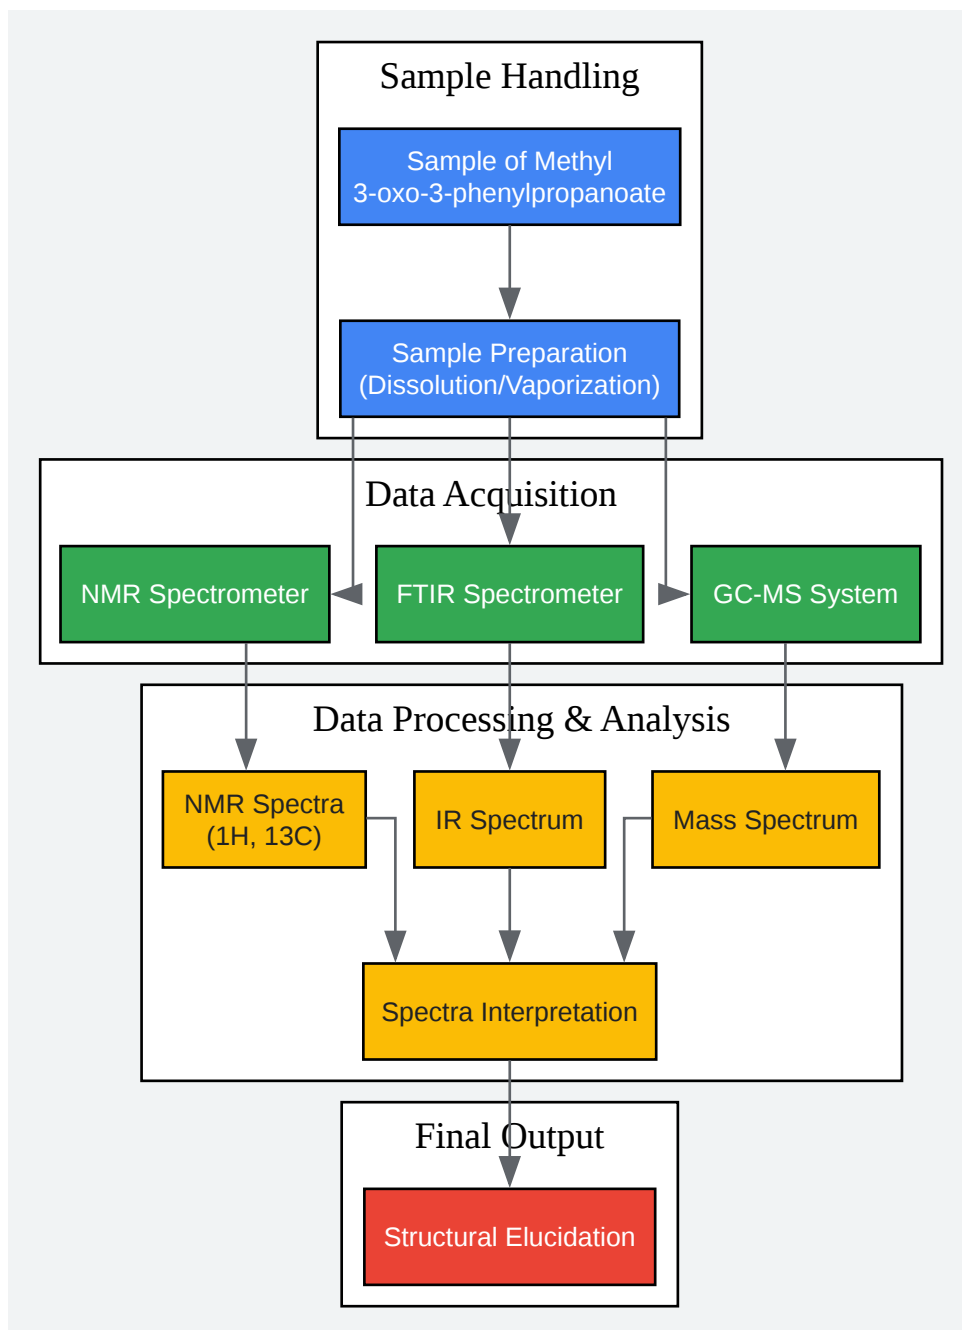 Sample Handling
Sample of Methyl
3-oxo-3-phenylpropanoate
Sample Preparation
(Dissolution/Vaporization)
Data Acquisition
NMR Spectrometer
FTIR Spectrometer
GC-MS System
Data Processing & Analysis
NMR Spectra
(1H, 13C)
IR Spectrum
Mass Spectrum
Spectra Interpretation
Final Output
Structural Elucidation